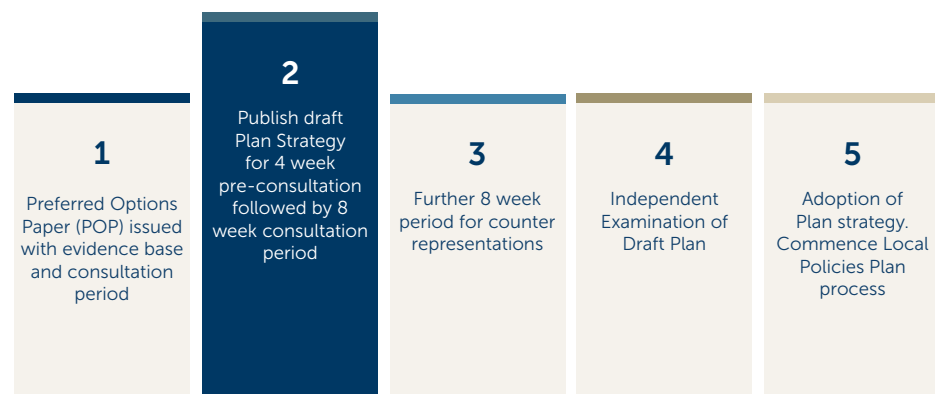 1
Preferred Options
Paper (POP) issued
with evidence base
and consultation
period
2
Publish draft
Plan Strategy
for 4 week
pre-consultation
followed by 8
week consultation
period
3
Further 8 week
period for counter
representations
4
Independent
Examination of
Draft Plan
5
Adoption of
Plan strategy.
Commence Local
Policies Plan
process